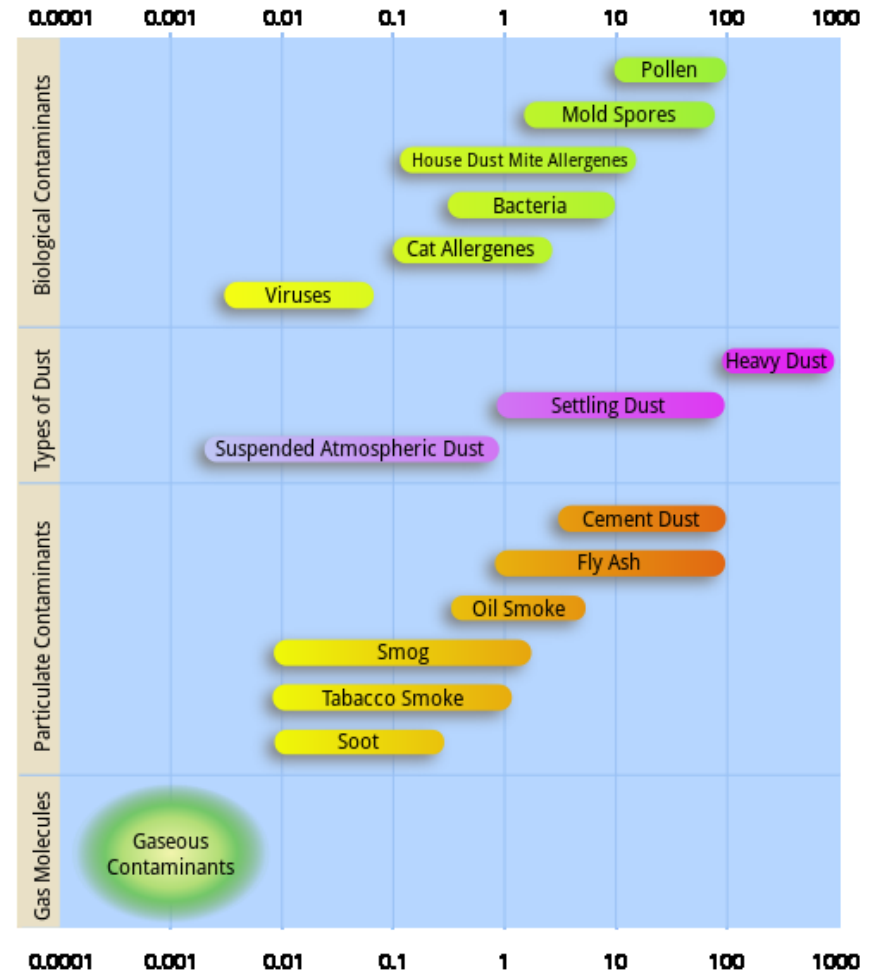 0.0001 0.001 0.01 0.1 1 10 100 1000
Biological Contaminants
Pollen
Mold Spores
House Dust Mite Allergenes
Bacteria
Cat Allergenes
Viruses
Types of Dust
Heavy Dust
Settling Dust
Suspended Atmospheric Dust
Particulate Contaminants
Cement Dust
Fly Ash
Oil Smoke
Smog
Tabacco Smoke
Soot
Gas Molecules
Gaseous
Contaminants
0.0001 0.001 0.01 0.1 1 10 100 1000